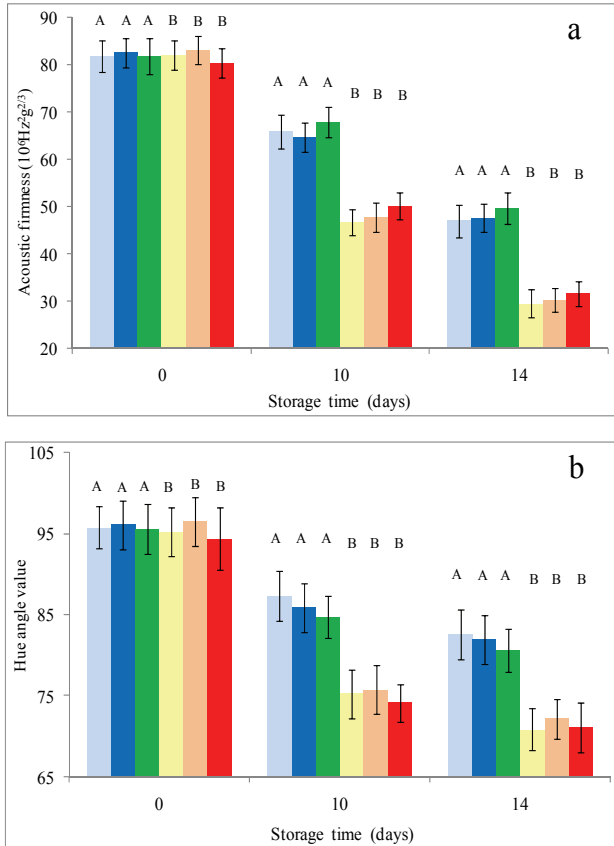 a
90
A A A B B B
80
A A A
70
B B B
60
A A A B B B
50
40
30
20
Acoustic firmness (10⁶Hz²g²/³)
0 10 14
Storage time (days)
b
105
A A A B B B
95
A A A B B B
A A A B B B
85
75
65
Hue angle value
0 10 14
Storage time (days)